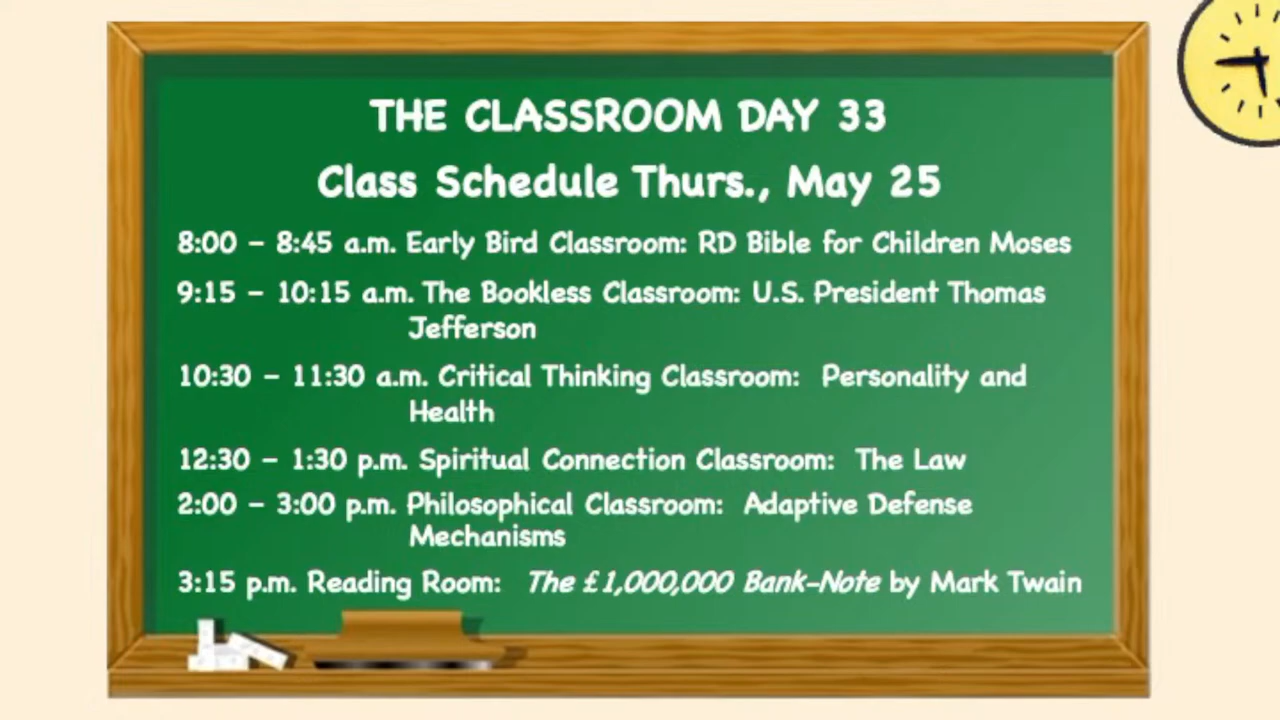 THE CLASSROOM DAY 33
Class Schedule Thurs., May 25
8:00 – 8:45 a.m. Early Bird Classroom: RD Bible for Children Moses
9:15 – 10:15 a.m. The Bookless Classroom: U.S. President Thomas
Jefferson
10:30 – 11:30 a.m. Critical Thinking Classroom: Personality and
Health
12:30 – 1:30 p.m. Spiritual Connection Classroom: The Law
2:00 – 3:00 p.m. Philosophical Classroom: Adaptive Defense
Mechanisms
3:15 p.m. Reading Room: The £1,000,000 Bank-Note by Mark Twain